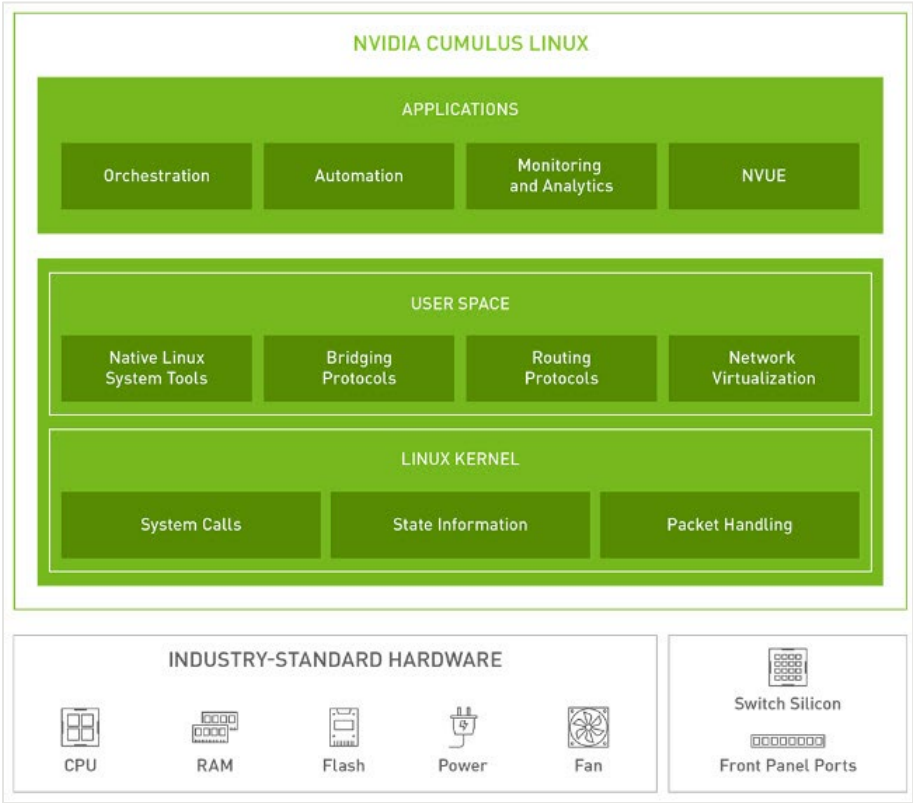 NVIDIA CUMULUS LINUX
APPLICATIONS
Orchestration
Automation
Monitoring
and Analytics
NVUE
USER SPACE
Native Linux
System Tools
Bridging
Protocols
Routing
Protocols
Network
Virtualization
LINUX KERNEL
System Calls
State Information
Packet Handling
INDUSTRY-STANDARD HARDWARE
CPU
RAM
Flash
Power
Fan
Switch Silicon
Front Panel Ports